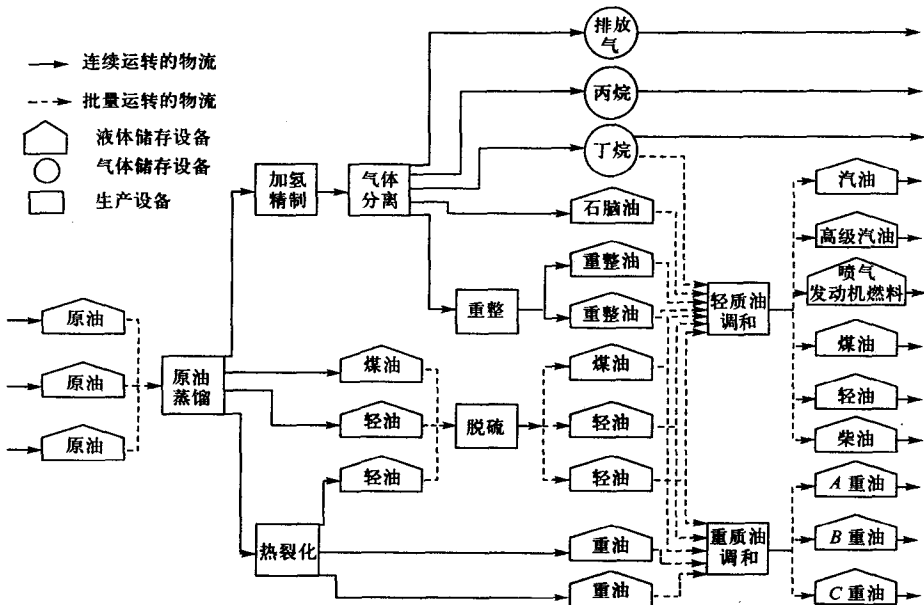 连续运转的物流
批量运转的物流
液体储存设备
气体储存设备
生产设备
排放
气
丙烷
丁烷
加氢
精制
气体
分离
石脑油
重整油
重整油
重整
轻质油
调和
汽油
高级汽油
喷气
发动机燃料
煤油
轻油
柴油
原油
原油
原油
原油
蒸馏
煤油
轻油
轻油
脱硫
煤油
轻油
轻油
热裂化
重油
重油
重质油
调和
A 重油
B 重油
C 重油